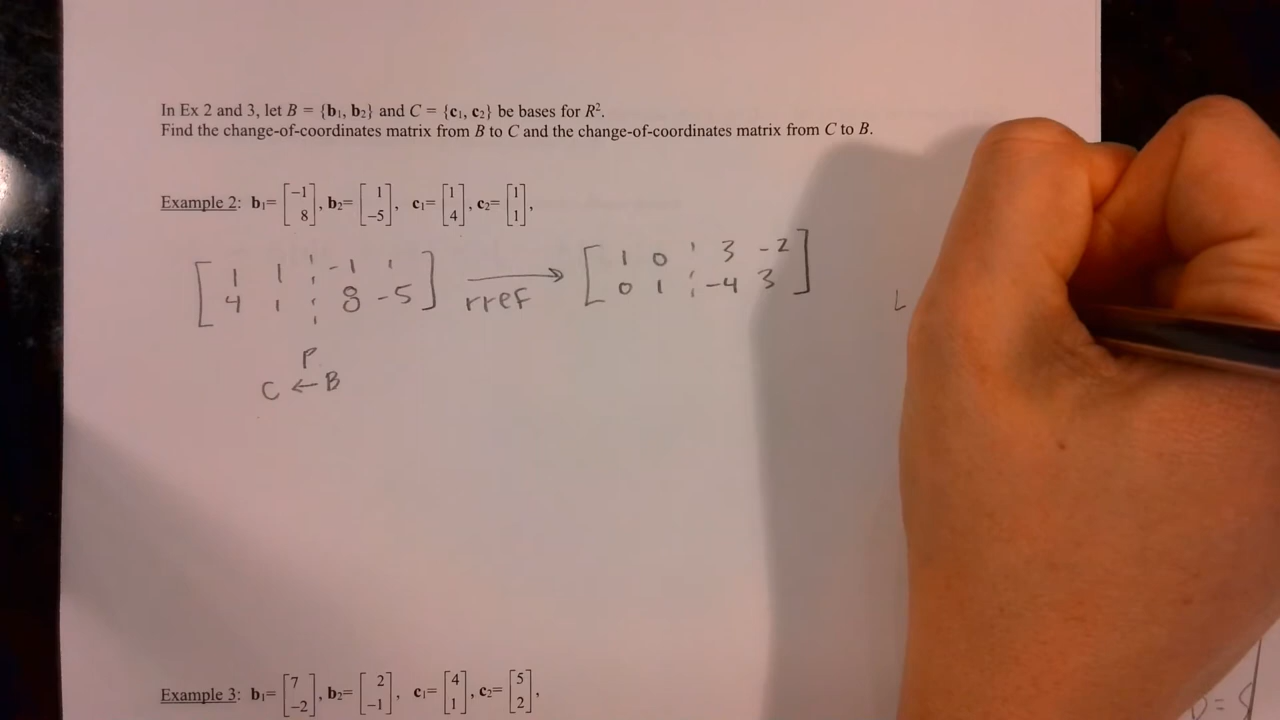 In Ex 2 and 3, let B = {b₁, b₂} and C = {c₁, c₂} be bases for R².
Find the change-of-coordinates matrix from B to C and the change-of-coordinates matrix from C to B.
Example 2: b₁= [−1 8], b₂= [1 −5], c₁= [1 4], c₂= [1 1],
[1 1 ¦ -1 1 → [1 0 ¦ 3 -2
4 1 ¦ 8 -5] rref 0 1 ¦ -4 3]
P
C ← B
Example 3: b₁= [7 −2], b₂= [2 −1], c₁= [4 1], c₂= [5 2],